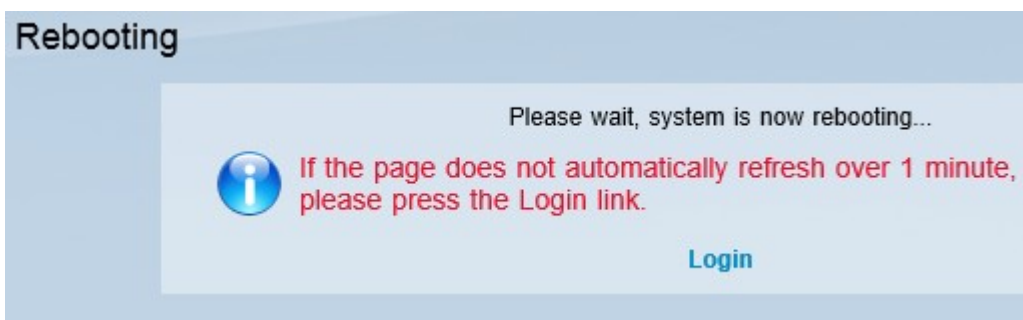 Rebooting
Please wait, system is now rebooting...
If the page does not automatically refresh over 1 minute,
please press the Login link.
Login